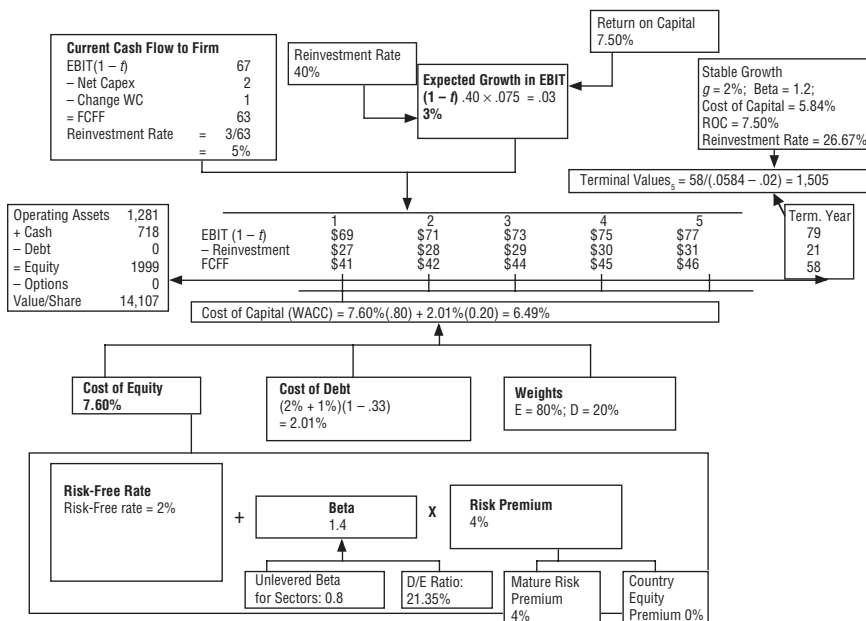 Current Cash Flow to Firm
EBIT(1 – t) 67
– Net Capex 2
– Change WC 1
= FCFF 63
Reinvestment Rate = 3/63
= 5%
Reinvestment Rate
40%
Return on Capital
7.50%
Expected Growth in EBIT
(1 – t) .40 × .075 = .03
3%
Stable Growth
g = 2%; Beta = 1.2;
Cost of Capital = 5.84%
ROC = 7.50%
Reinvestment Rate = 26.67%
Terminal Values5 = 58/(.0584 – .02) = 1,505
Operating Assets 1,281
+ Cash 718
– Debt 0
= Equity 1999
– Options 0
Value/Share 14,107
1 2 3 4 5
EBIT (1 – t) $69 $71 $73 $75 $77
– Reinvestment $27 $28 $29 $30 $31
FCFF $41 $42 $44 $45 $46
Term. Year
79
21
58
Cost of Capital (WACC) = 7.60%(.80) + 2.01%(0.20) = 6.49%
Cost of Equity
7.60%
Cost of Debt
(2% + 1%)(1 – .33)
= 2.01%
Weights
E = 80%; D = 20%
Risk-Free Rate
Risk-Free rate = 2%
+
Beta
1.4
X
Risk Premium
4%
Unlevered Beta
for Sectors: 0.8
D/E Ratio:
21.35%
Mature Risk
Premium
4%
Country
Equity
Premium 0%